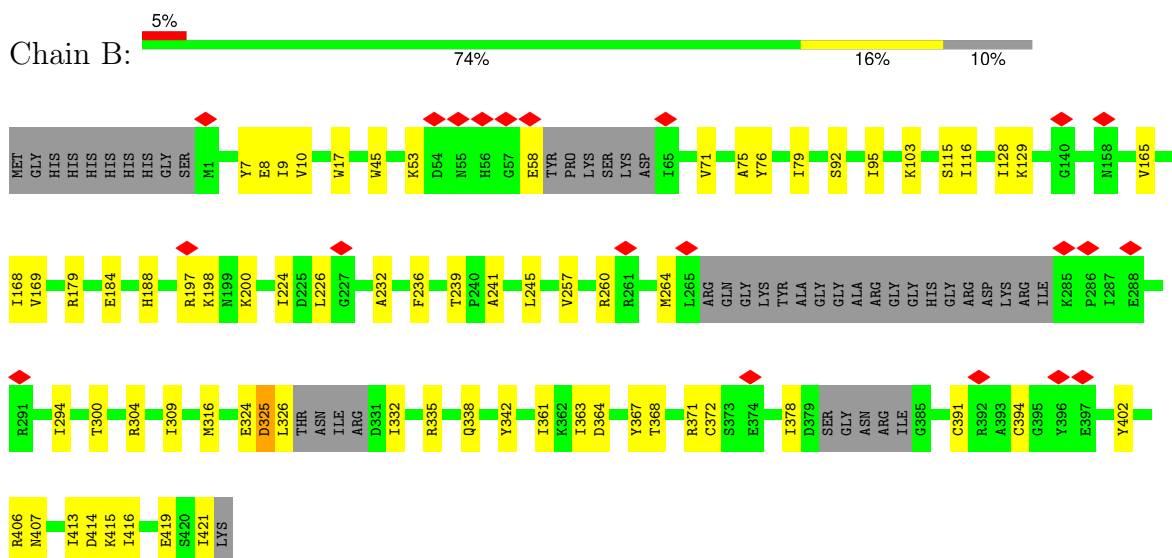 5%
Chain B:
74% 16% 10%
MET GLY HIS HIS HIS HIS HIS HIS GLY SER M1 Y7 E8 I9 V10 W17 W45 K53 D54 N55 H56 G57 E58 TYR PRO LYS SER LYS ASP I65 V71 A75 Y76 I79 S92 I95 K103 S115 I116 I128 K129 G140 N158 V165
I168 V169 R179 E184 H188 R197 K198 N199 K200 I224 D225 L226 G227 A232 F236 T239 P240 A241 L245 V257 R260 R261 M264 L265 ARG GLN GLY LYS TYR ALA GLY GLY ALA ARG GLY GLY HIS GLY ARG ASP LYS ARG ILE K285 P286 I287 E288
R291 I294 T300 R304 I309 M316 E324 D325 L326 THR ASN ILE ARG D331 I332 R335 Q338 Y342 I361 K362 I363 D364 Y367 T368 R371 C372 S373 E374 I378 D379 SER GLY ASN ARG ILE G385 C391 R392 A393 C394 G395 Y396 E397 Y402
R406 N407 I413 D414 K415 I416 E419 S420 I421 LYS